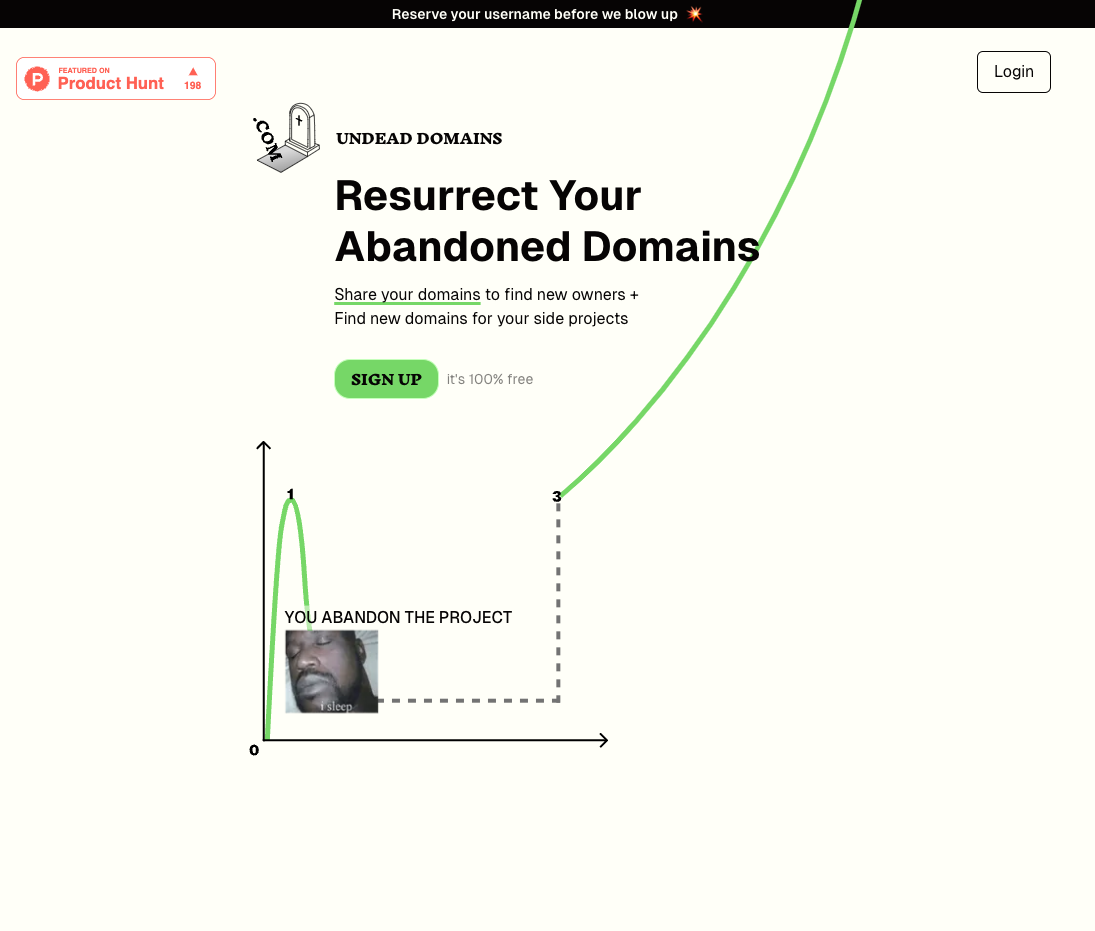 Reserve your username before we blow up 💥
FEATURED ON
Product Hunt
198
Login
.COM
UNDEAD DOMAINS
Resurrect Your
Abandoned Domains
Share your domains to find new owners +
Find new domains for your side projects
SIGN UP it's 100% free
1
3
YOU ABANDON THE PROJECT
i sleep
0